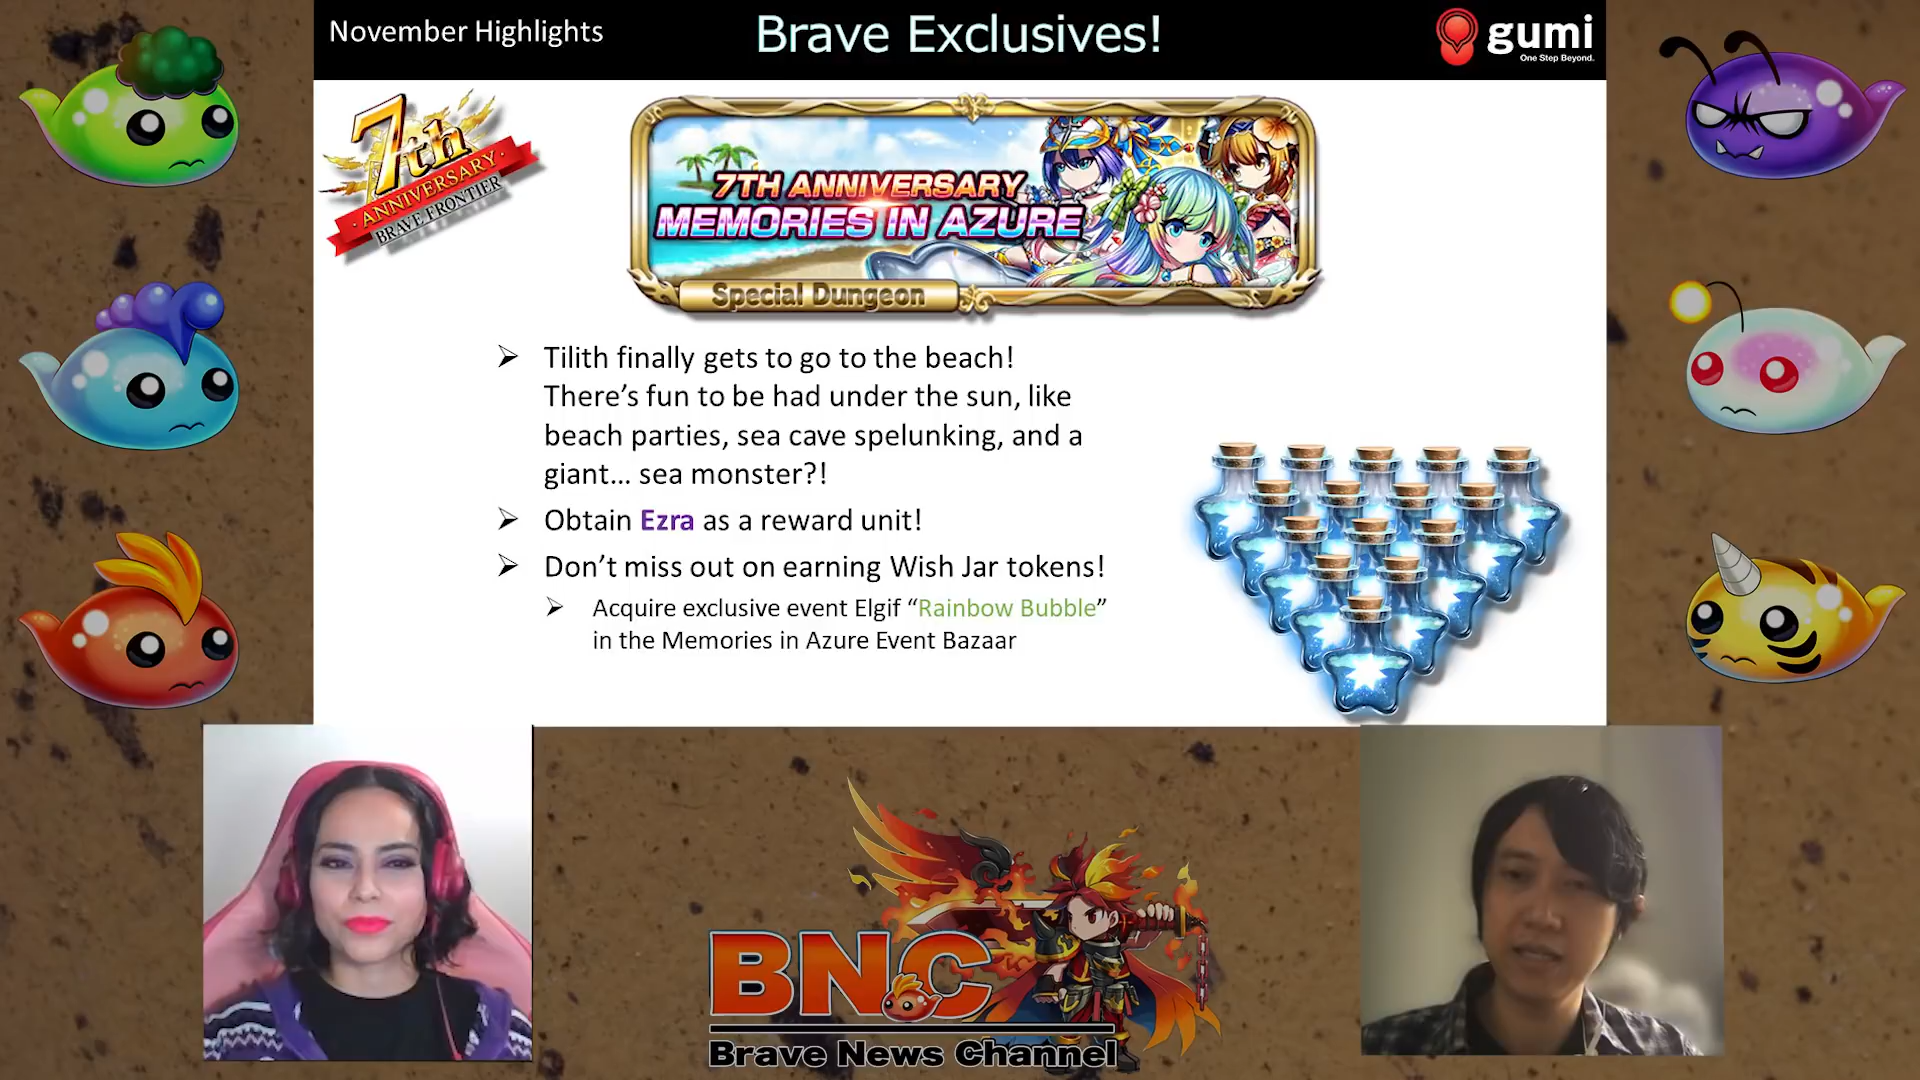 November Highlights
Brave Exclusives!
gumi
One Step Beyond.
7th
ANNIVERSARY
BRAVE FRONTIER
7TH ANNIVERSARY
MEMORIES IN AZURE
Special Dungeon
➢ Tilith finally gets to go to the beach!
There’s fun to be had under the sun, like
beach parties, sea cave spelunking, and a
giant... sea monster?!
➢ Obtain Ezra as a reward unit!
➢ Don’t miss out on earning Wish Jar tokens!
➢ Acquire exclusive event Elgif “Rainbow Bubble”
in the Memories in Azure Event Bazaar
BNC
Brave News Channel